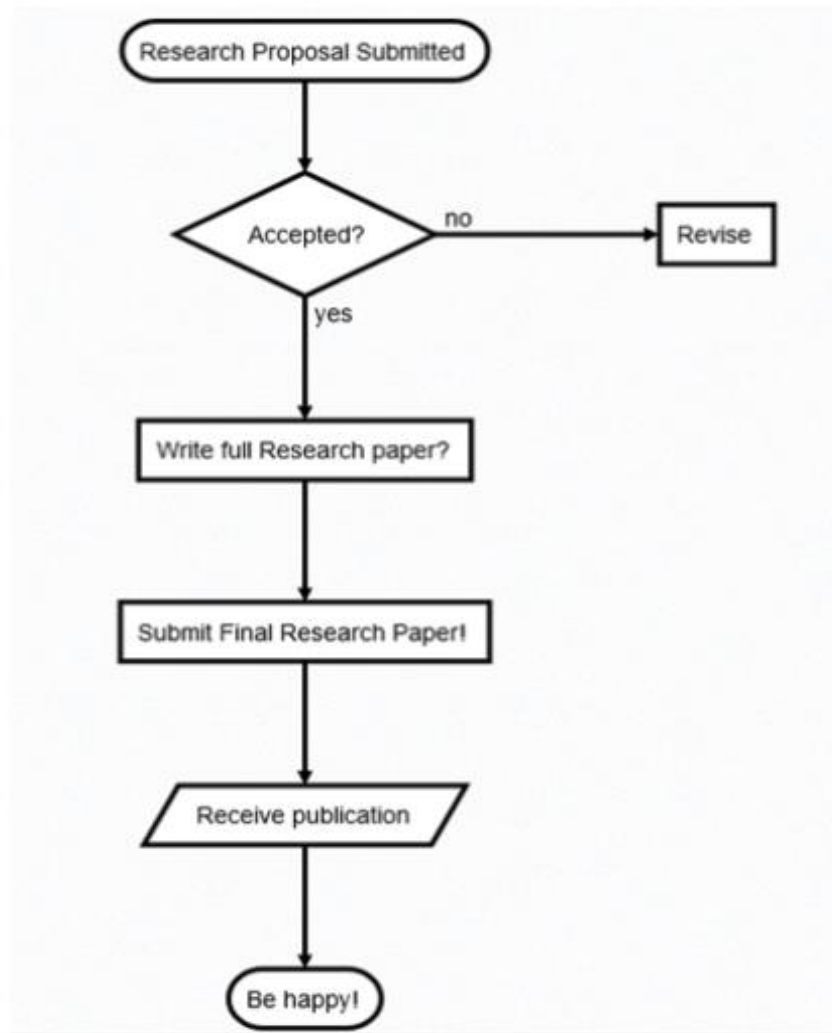 Research Proposal Submitted
Accepted?
no
Revise
yes
Write full Research paper?
Submit Final Research Paper!
Receive publication
Be happy!